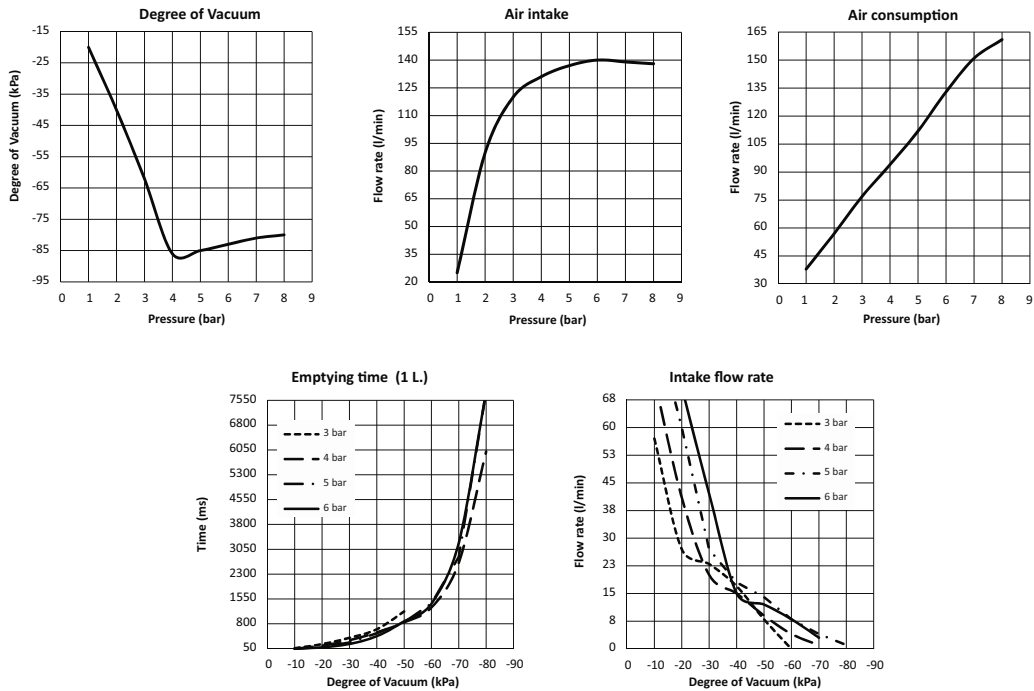 Degree of Vacuum
Degree of Vacuum (kPa)
-15
-25
-35
-45
-55
-65
-75
-85
-95
0 1 2 3 4 5 6 7 8 9
Pressure (bar)
Air intake
Flow rate (l/min)
155
140
125
110
95
80
65
50
35
20
0 1 2 3 4 5 6 7 8 9
Pressure (bar)
Air consumption
Flow rate (l/min)
165
150
135
120
105
90
75
60
45
30
0 1 2 3 4 5 6 7 8 9
Pressure (bar)
Emptying time (1 L.)
Time (ms)
7550
6800
6050
5300
4550
3800
3050
2300
1550
800
50
3 bar
4 bar
5 bar
6 bar
0 -10 -20 -30 -40 -50 -60 -70 -80 -90
Degree of Vacuum (kPa)
Intake flow rate
Flow rate (l/min)
68
60
53
45
38
30
23
15
8
0
3 bar
4 bar
5 bar
6 bar
0 -10 -20 -30 -40 -50 -60 -70 -80 -90
Degree of Vacuum (kPa)